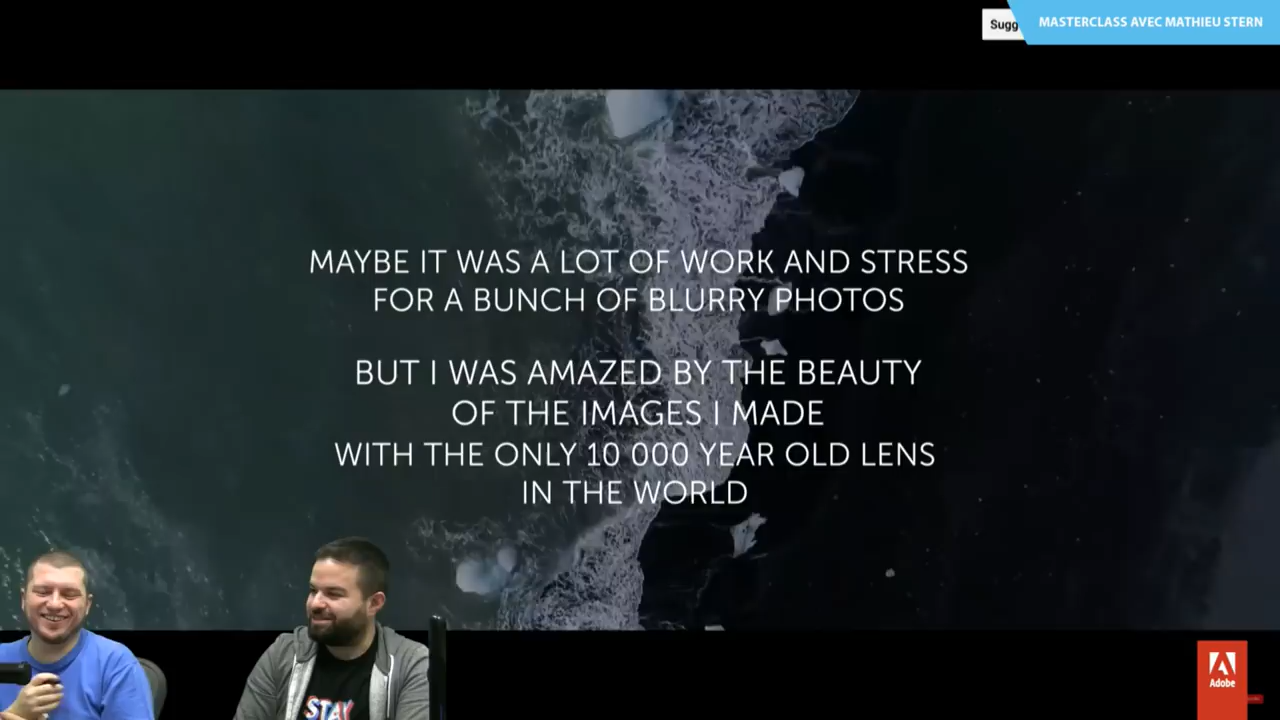 Sugg
MASTERCLASS AVEC MATHIEU STERN
MAYBE IT WAS A LOT OF WORK AND STRESS
FOR A BUNCH OF BLURRY PHOTOS
BUT I WAS AMAZED BY THE BEAUTY
OF THE IMAGES I MADE
WITH THE ONLY 10 000 YEAR OLD LENS
IN THE WORLD
STAY
Adobe